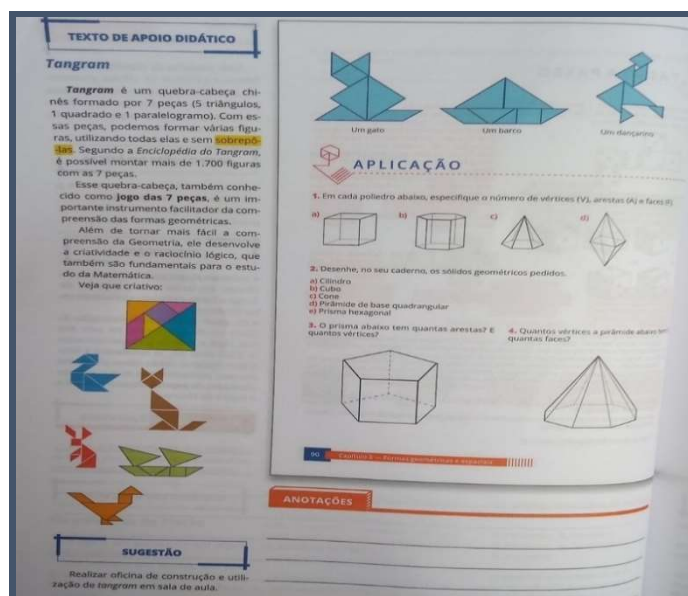 TEXTO DE APOIO DIDÁTICO
Tangram
Tangram é um quebra-cabeça chi-
nês formado por 7 peças (5 triângulos,
1 quadrado e 1 paralelogramo). Com es-
sas peças, podemos formar várias figu-
ras, utilizando todas elas e sem sobrepô-
-las. Segundo a Enciclopédia do Tangram,
é possível montar mais de 1.700 figuras
com as 7 peças.
Esse quebra-cabeça, também conhe-
cido como jogo das 7 peças, é um im-
portante instrumento facilitador da com-
preensão das formas geométricas.
Além de tornar mais fácil a com-
preensão da Geometria, ele desenvolve
a criatividade e o raciocínio lógico, que
também são fundamentais para o estu-
do da Matemática.
Veja que criativo:
SUGESTÃO
Realizar oficina de construção e utili-
zação de tangram em sala de aula.
Um gato
Um barco
Um dançarino
APLICAÇÃO
1. Em cada poliedro abaixo, especifique o número de vértices (V), arestas (A) e faces (F).
a)
b)
c)
d)
2. Desenhe, no seu caderno, os sólidos geométricos pedidos.
a) Cilindro
b) Cubo
c) Cone
d) Pirâmide de base quadrangular
e) Prisma hexagonal
3. O prisma abaixo tem quantas arestas? E
quantos vértices?
4. Quantos vértices a pirâmide abaixo tem?
quantas faces?
90
Capítulo 5 — Formas geométricas e espaciais
ANOTAÇÕES